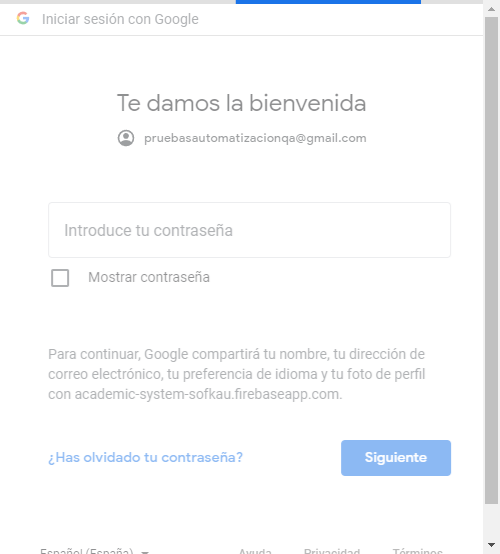 Iniciar sesión con Google
Te damos la bienvenida
pruebasautomatizacionqa@gmail.com
Introduce tu contraseña
Mostrar contraseña
Para continuar, Google compartirá tu nombre, tu dirección de
correo electrónico, tu preferencia de idioma y tu foto de perfil
con academic-system-sofkau.firebaseapp.com.
¿Has olvidado tu contraseña? Siguiente
Español (España) Ayuda Privacidad Términos